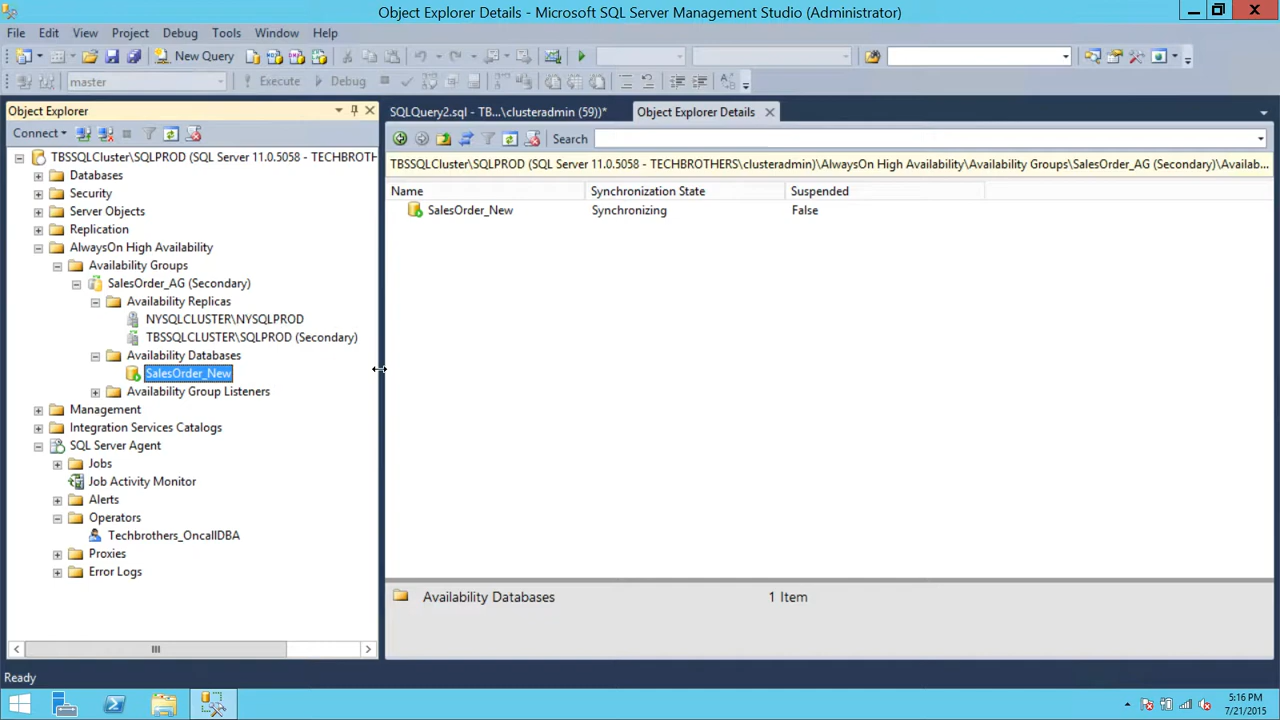 Object Explorer Details - Microsoft SQL Server Management Studio (Administrator)
File Edit View Project Debug Tools Window Help
New Query
master Execute Debug
Object Explorer
Connect
TBSSQLCluster\SQLPROD (SQL Server 11.0.5058 - TECHBROTH
Databases
Security
Server Objects
Replication
AlwaysOn High Availability
Availability Groups
SalesOrder_AG (Secondary)
Availability Replicas
NYSQLCLUSTER\NYSQLPROD
TBSSQLCLUSTER\SQLPROD (Secondary)
Availability Databases
SalesOrder_New
Availability Group Listeners
Management
Integration Services Catalogs
SQL Server Agent
Jobs
Job Activity Monitor
Alerts
Operators
Techbrothers_OncallDBA
Proxies
Error Logs
SQLQuery2.sql - TB...\clusteradmin (59))* Object Explorer Details
Search
TBSSQLCluster\SQLPROD (SQL Server 11.0.5058 - TECHBROTHERS\clusteradmin)\AlwaysOn High Availability\Availability Groups\SalesOrder_AG (Secondary)\Availab...
Name Synchronization State Suspended
SalesOrder_New Synchronizing False
Availability Databases 1 Item
Ready
5:16 PM
7/21/2015